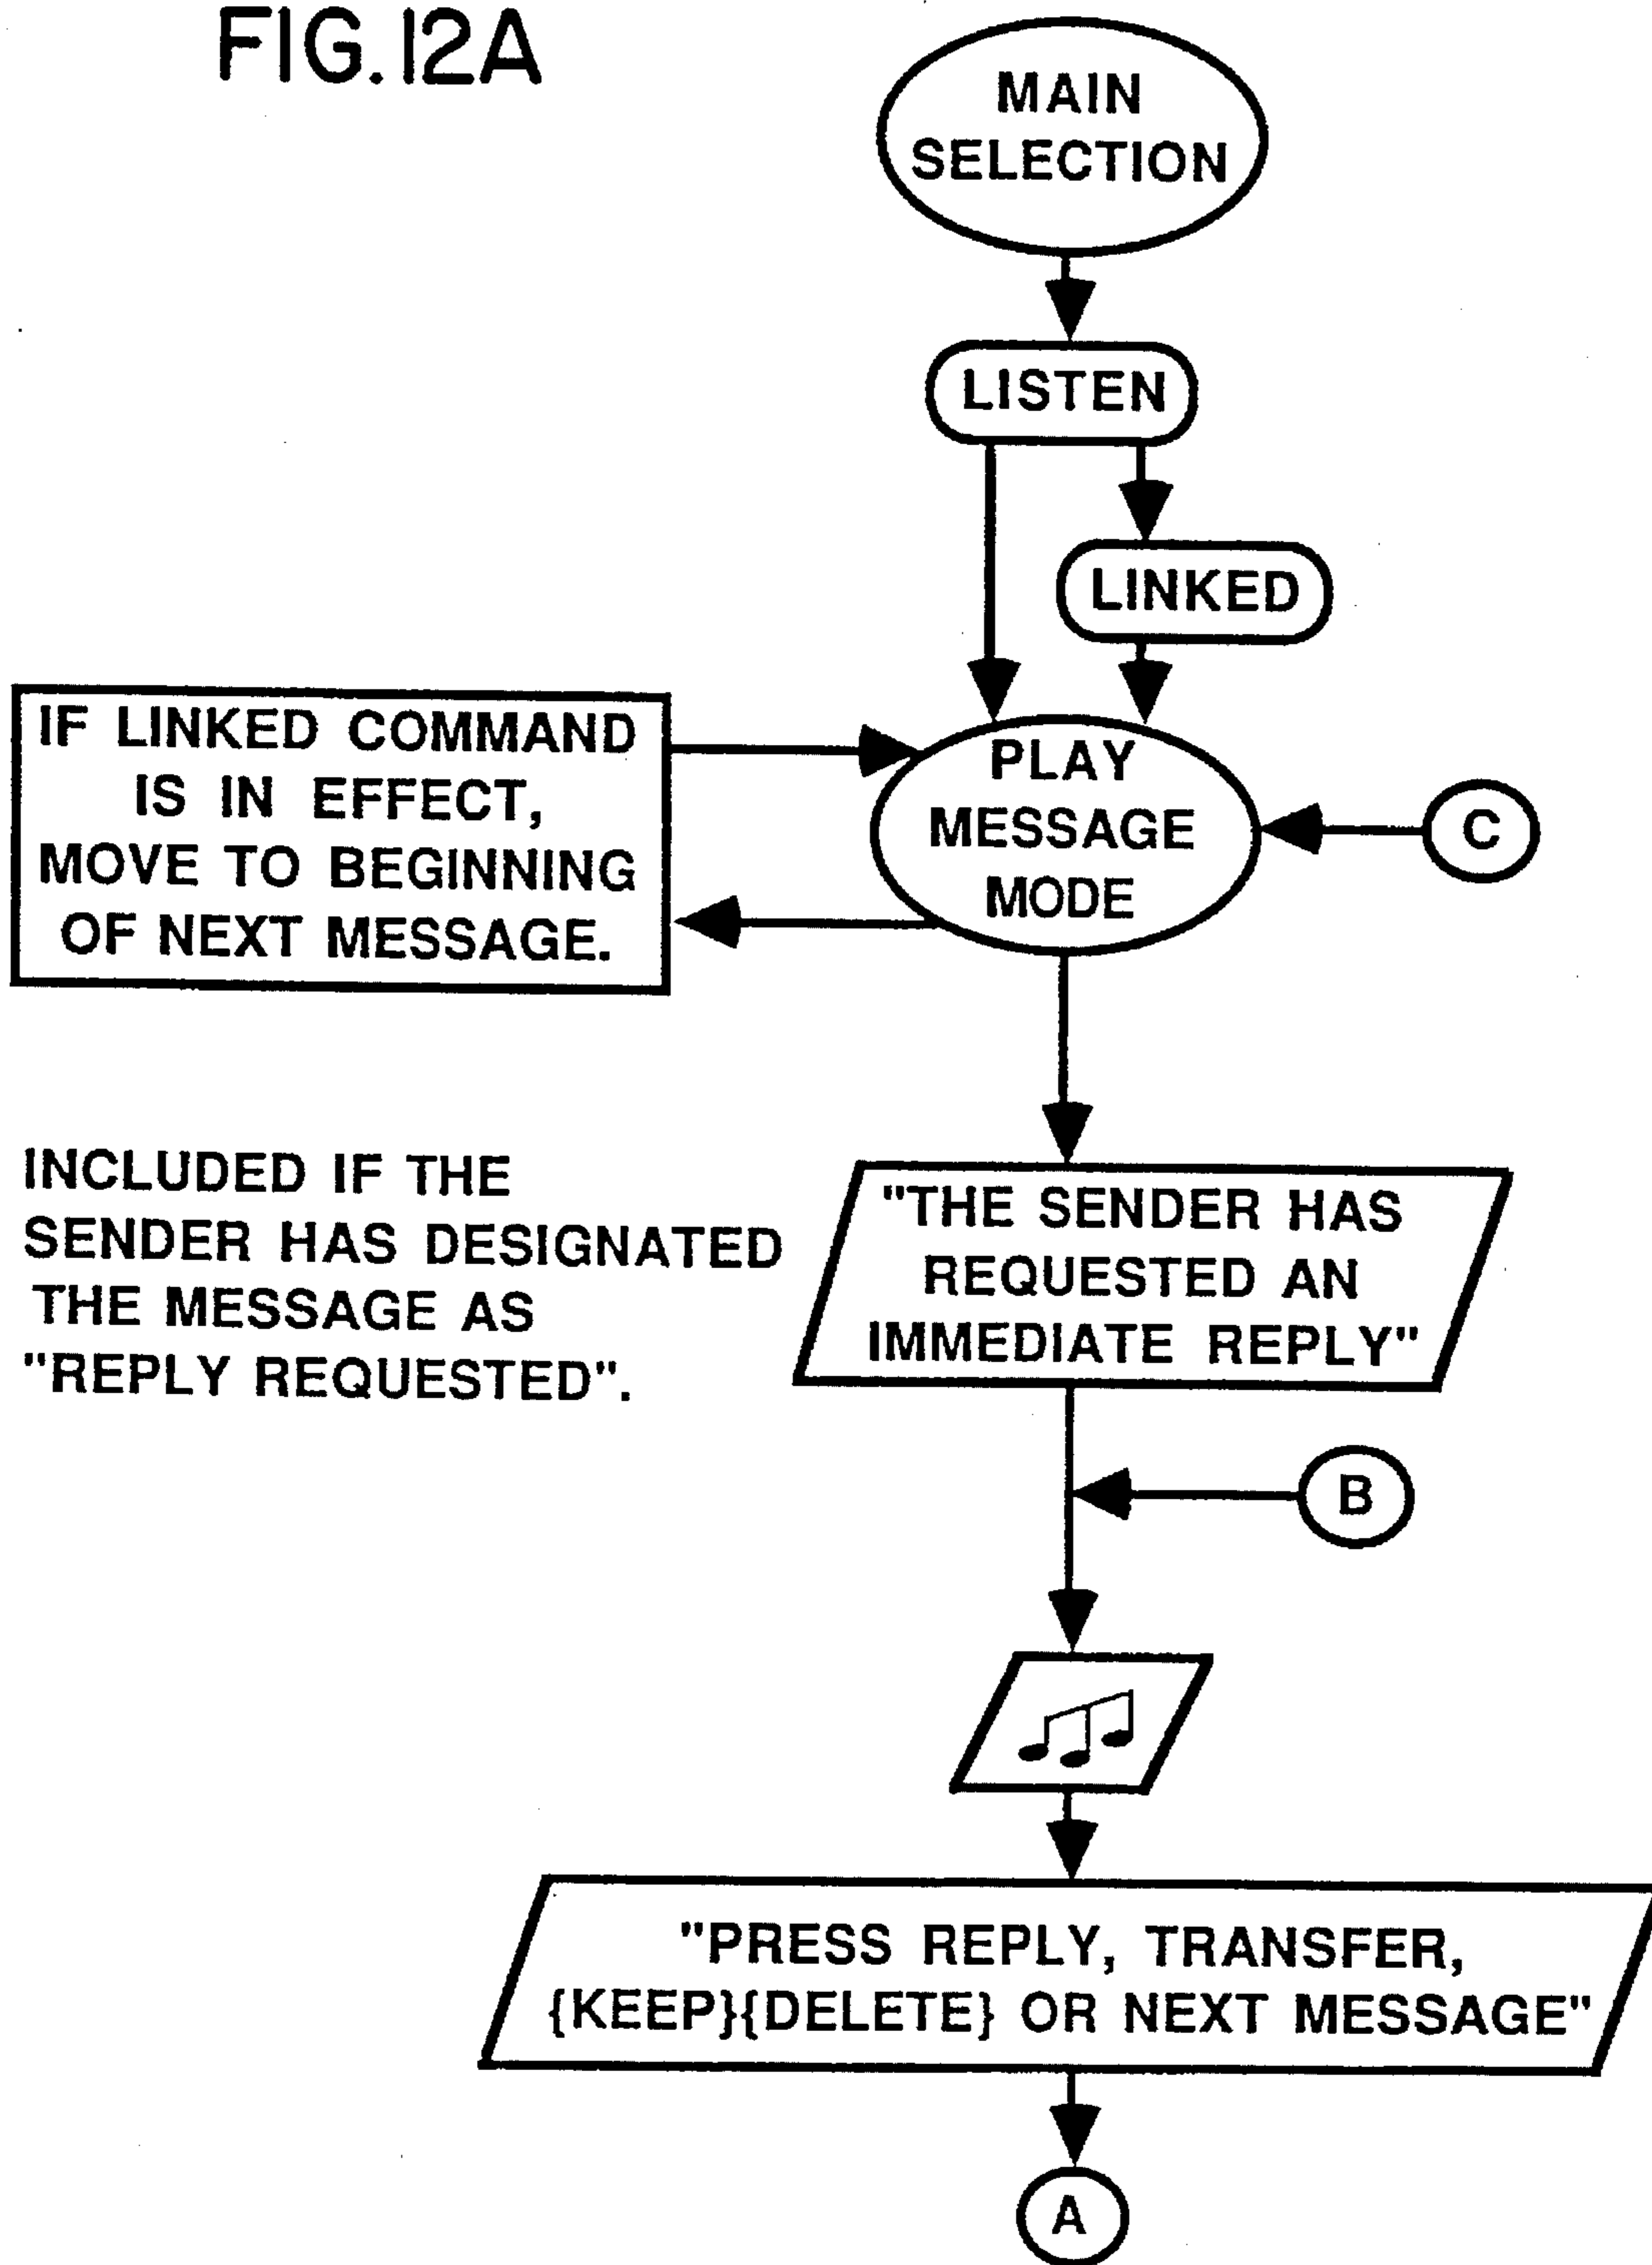 FIG.12A
MAIN
SELECTION
LISTEN
LINKED
IF LINKED COMMAND
IS IN EFFECT,
MOVE TO BEGINNING
OF NEXT MESSAGE.
PLAY
MESSAGE
MODE
C
INCLUDED IF THE
SENDER HAS DESIGNATED
THE MESSAGE AS
"REPLY REQUESTED".
"THE SENDER HAS
REQUESTED AN
IMMEDIATE REPLY"
B
"PRESS REPLY, TRANSFER,
{KEEP}{DELETE} OR NEXT MESSAGE"
A